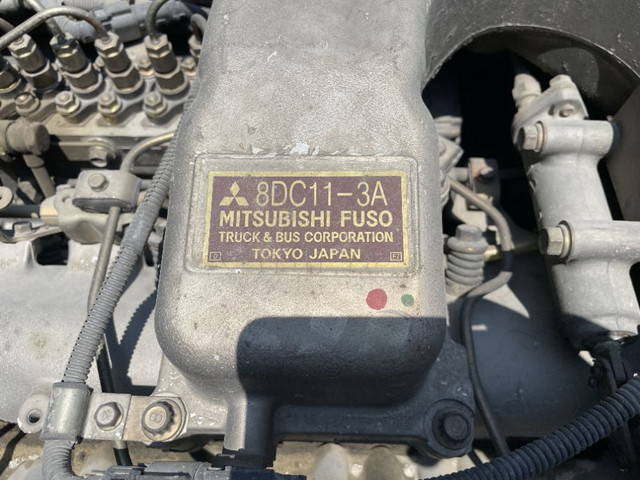 8DC11-3A
MITSUBISHI FUSO
TRUCK & BUS CORPORATION
TOKYO JAPAN